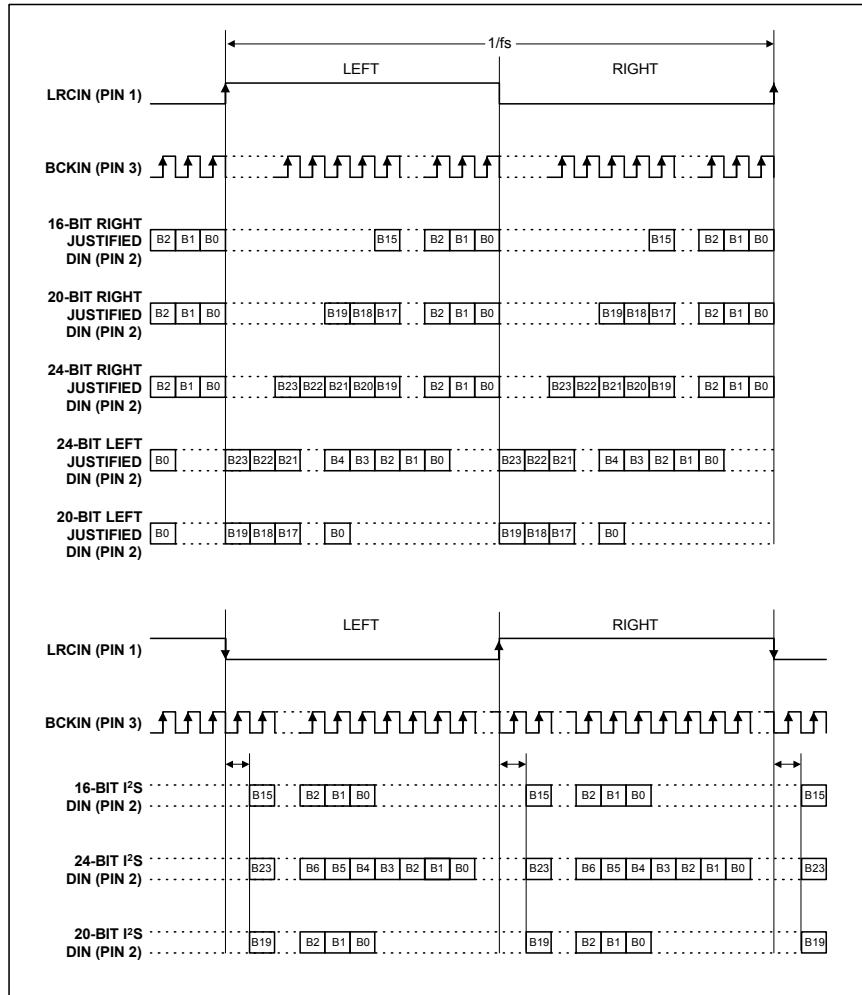 1/fs
LEFT RIGHT
LRCIN (PIN 1)
BCKIN (PIN 3)
16-BIT RIGHT
JUSTIFIED
DIN (PIN 2)
B2 B1 B0 B15 B2 B1 B0 B15 B2 B1 B0
20-BIT RIGHT
JUSTIFIED
DIN (PIN 2)
B2 B1 B0 B19 B18 B17 B2 B1 B0 B19 B18 B17 B2 B1 B0
24-BIT RIGHT
JUSTIFIED
DIN (PIN 2)
B2 B1 B0 B23 B22 B21 B20 B19 B2 B1 B0 B23 B22 B21 B20 B19 B2 B1 B0
24-BIT LEFT
JUSTIFIED
DIN (PIN 2)
B0 B23 B22 B21 B4 B3 B2 B1 B0 B23 B22 B21 B4 B3 B2 B1 B0
20-BIT LEFT
JUSTIFIED
DIN (PIN 2)
B0 B19 B18 B17 B0 B19 B18 B17 B0
LEFT RIGHT
LRCIN (PIN 1)
BCKIN (PIN 3)
16-BIT I²S
DIN (PIN 2)
B15 B2 B1 B0 B15 B2 B1 B0 B15
24-BIT I²S
DIN (PIN 2)
B23 B6 B5 B4 B3 B2 B1 B0 B23 B6 B5 B4 B3 B2 B1 B0 B23
20-BIT I²S
DIN (PIN 2)
B19 B2 B1 B0 B19 B2 B1 B0 B19